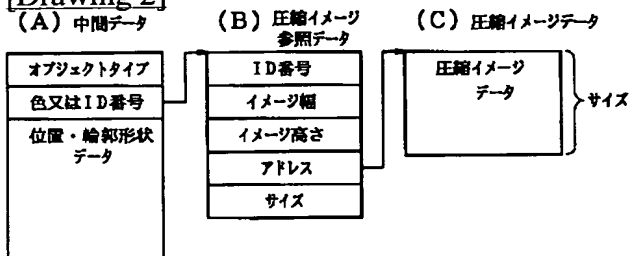 [Drawing 2]
(A) 中間データ
オブジェクトタイプ
色又はID番号
位置・輪郭形状
データ
(B) 圧縮イメージ
参照データ
ID番号
イメージ幅
イメージ高さ
アドレス
サイズ
(C) 圧縮イメージデータ
圧縮イメージ
データ
サイズ